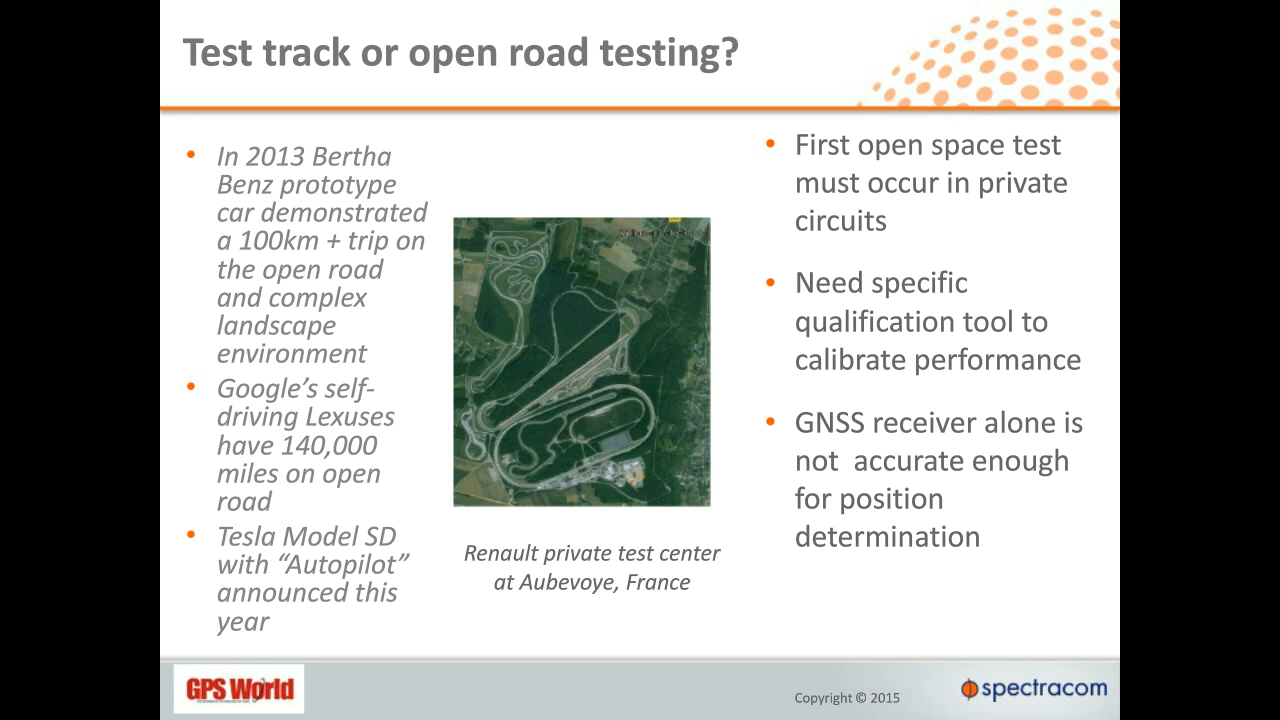 Test track or open road testing?
• In 2013 Bertha
Benz prototype
car demonstrated
a 100km + trip on
the open road
and complex
landscape
environment
• Google's self-
driving Lexuses
have 140,000
miles on open
road
• Tesla Model SD
with “Autopilot”
announced this
year
Renault private test center
at Aubevoye, France
• First open space test
must occur in private
circuits
• Need specific
qualification tool to
calibrate performance
• GNSS receiver alone is
not  accurate enough
for position
determination
GPS World
Copyright © 2015
spectracom